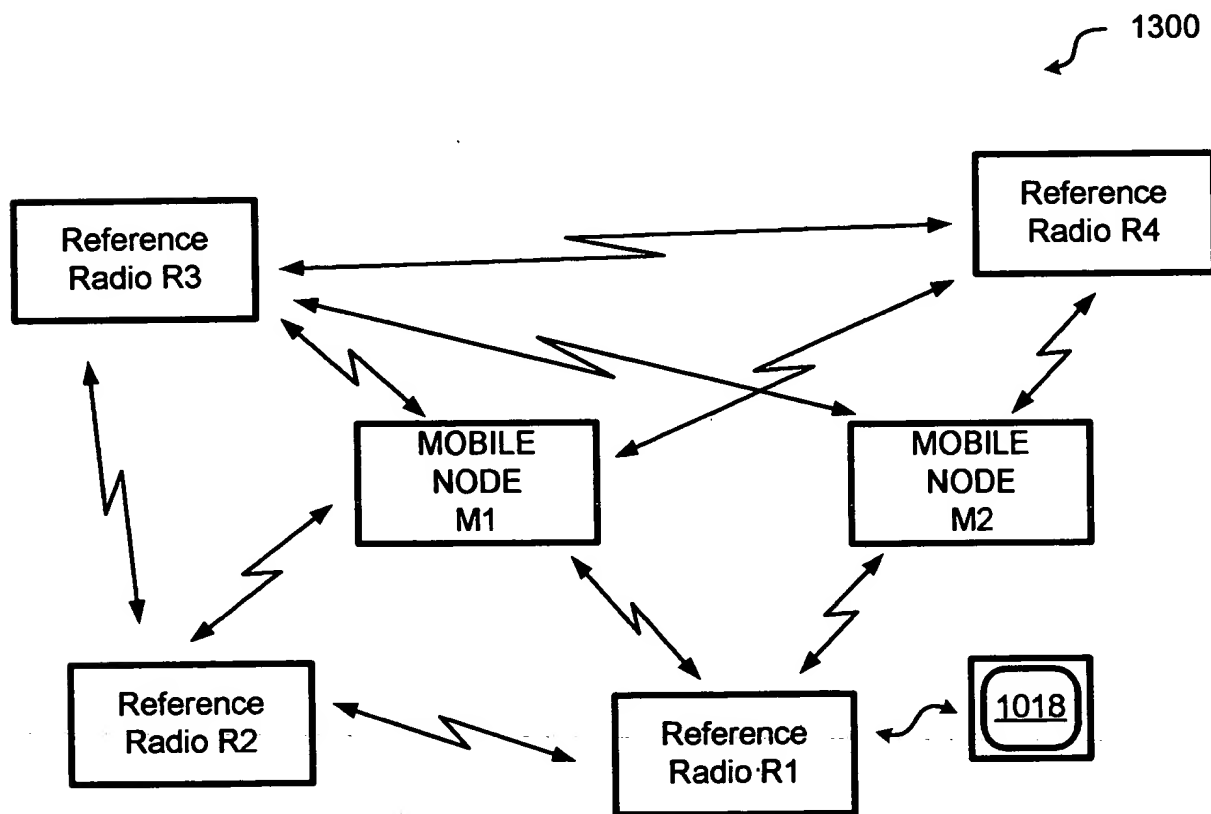 1300
Reference
Radio R4
Reference
Radio R3
MOBILE
NODE
M1
MOBILE
NODE
M2
Reference
Radio R2
Reference
Radio R1
1018